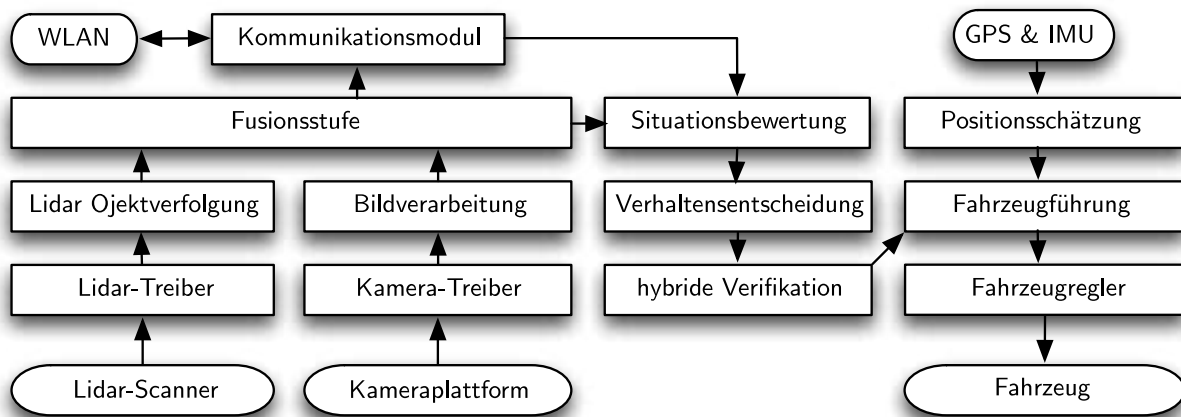 WLAN
Kommunikationsmodul
GPS & IMU
Fusionsstufe
Situationsbewertung
Positionsschätzung
Lidar Ojektverfolgung
Bildverarbeitung
Verhaltensentscheidung
Fahrzeugführung
Lidar-Treiber
Kamera-Treiber
hybride Verifikation
Fahrzeugregler
Lidar-Scanner
Kameraplattform
Fahrzeug